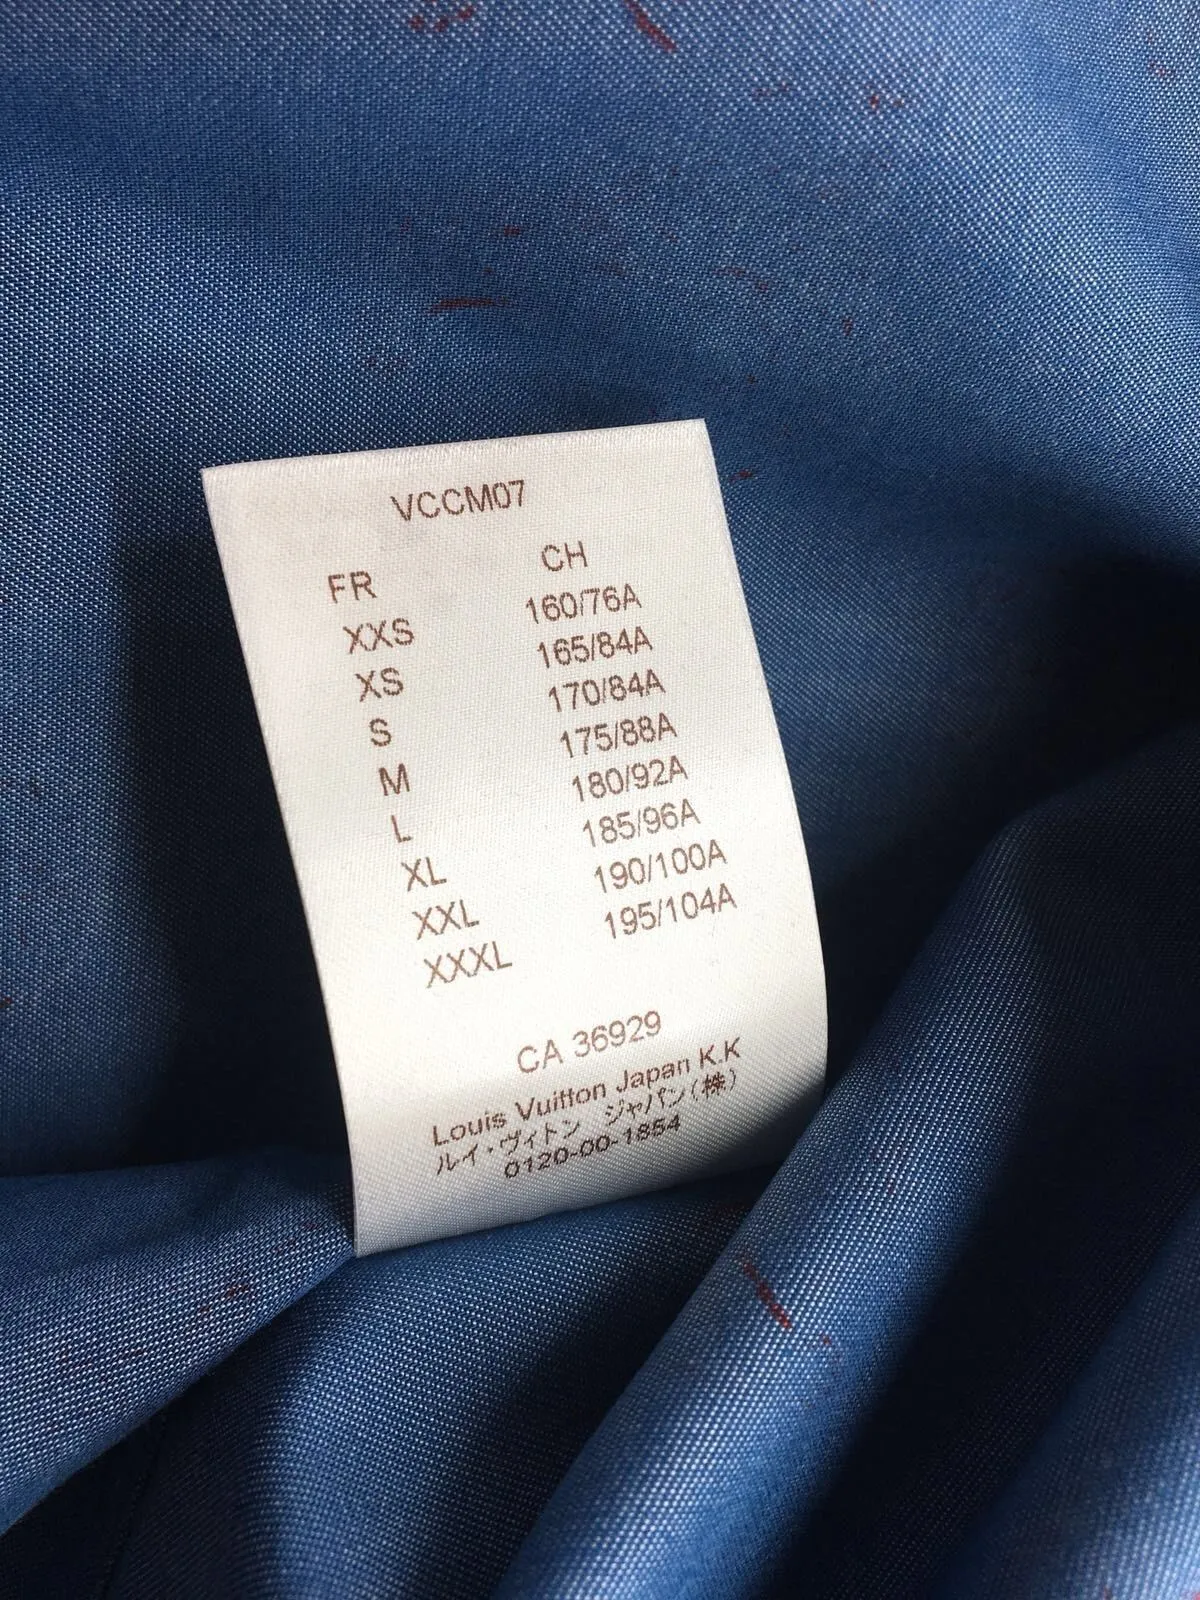 VCCM07
FR CH
XXS 160/76A
XS 165/84A
S 170/84A
M 175/88A
L 180/92A
XL 185/96A
XXL 190/100A
XXXL 195/104A
CA 36929
Louis Vuitton Japan K.K
ルイ・ヴィトン ジャパン(株)
0120-00-1854